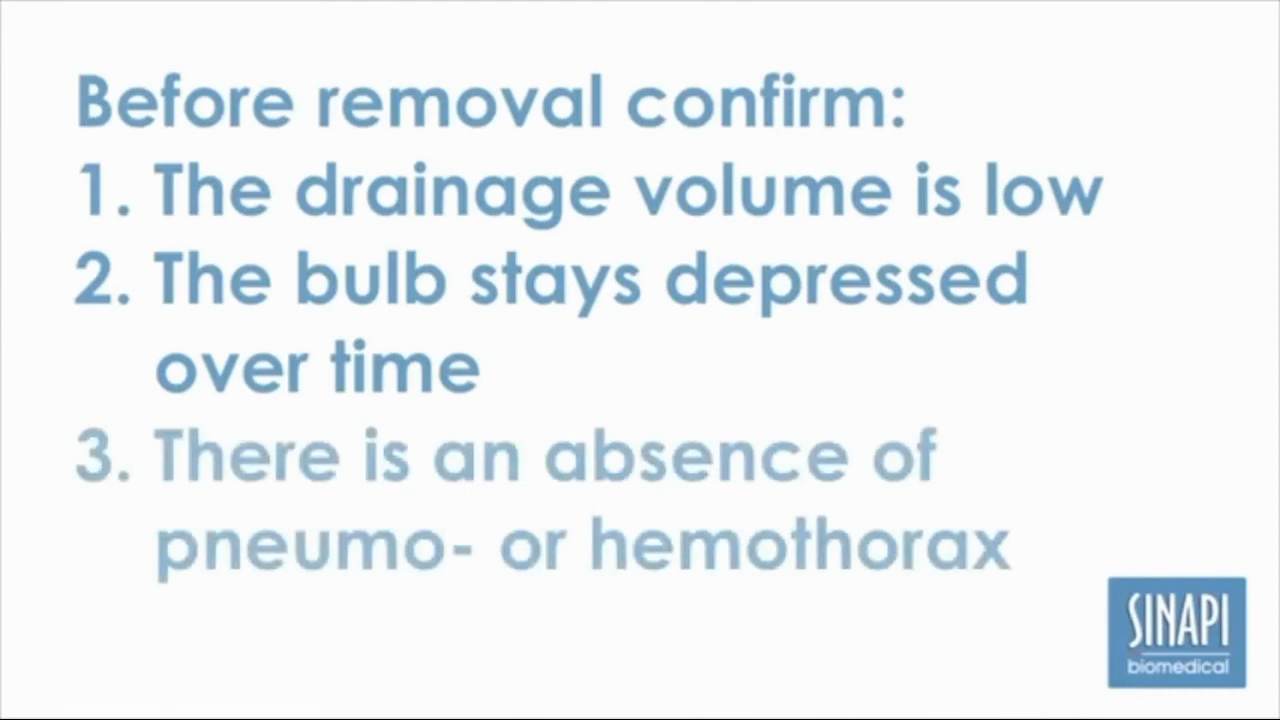 Before removal confirm:
1. The drainage volume is low
2. The bulb stays depressed
over time
3. There is an absence of
pneumo- or hemothorax
SINAPI
biomedical